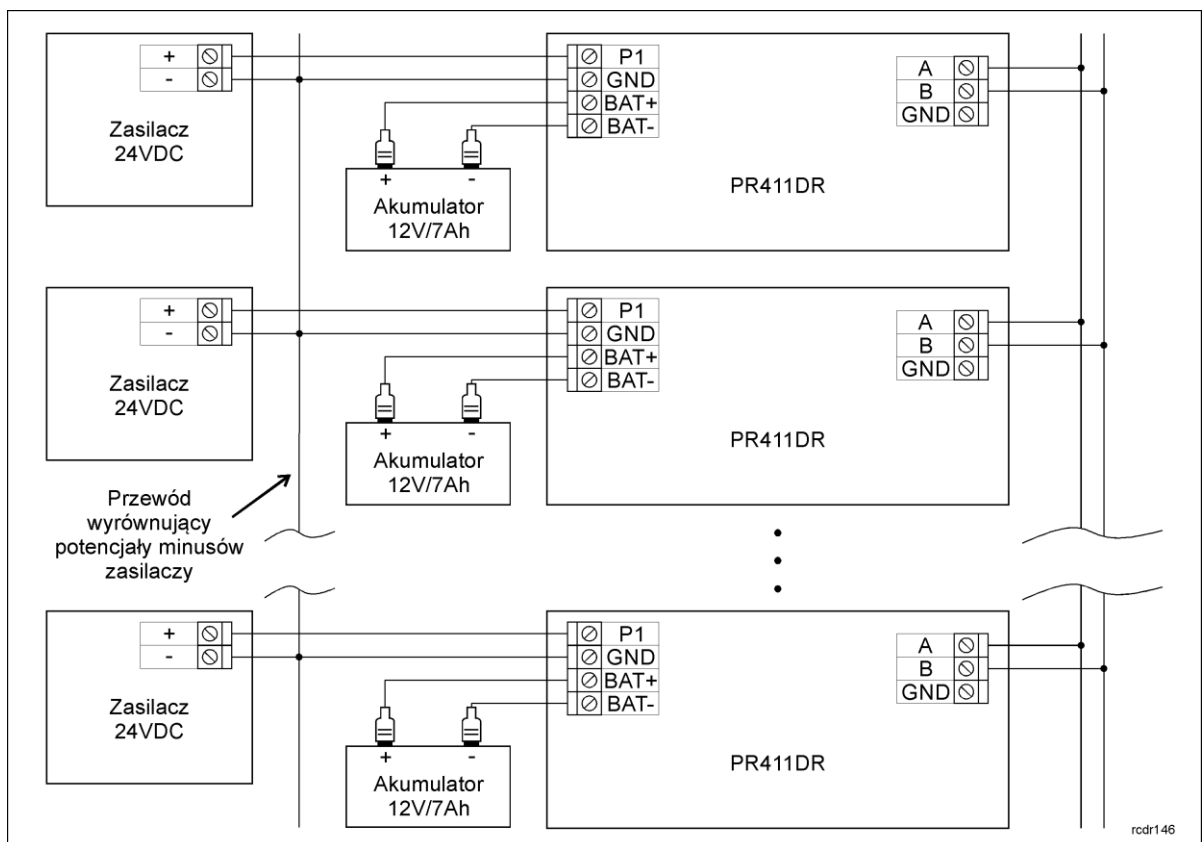 +
-
Zasilacz
24VDC
P1
GND
BAT+
BAT-
A
B
GND
PR411DR
+ -
Akumulator
12V/7Ah
+
-
Zasilacz
24VDC
P1
GND
BAT+
BAT-
A
B
GND
PR411DR
+ -
Akumulator
12V/7Ah
Przewód
wyrównujący
potencjały minusów
zasilaczy
+
-
Zasilacz
24VDC
P1
GND
BAT+
BAT-
A
B
GND
PR411DR
+ -
Akumulator
12V/7Ah
rcdr146